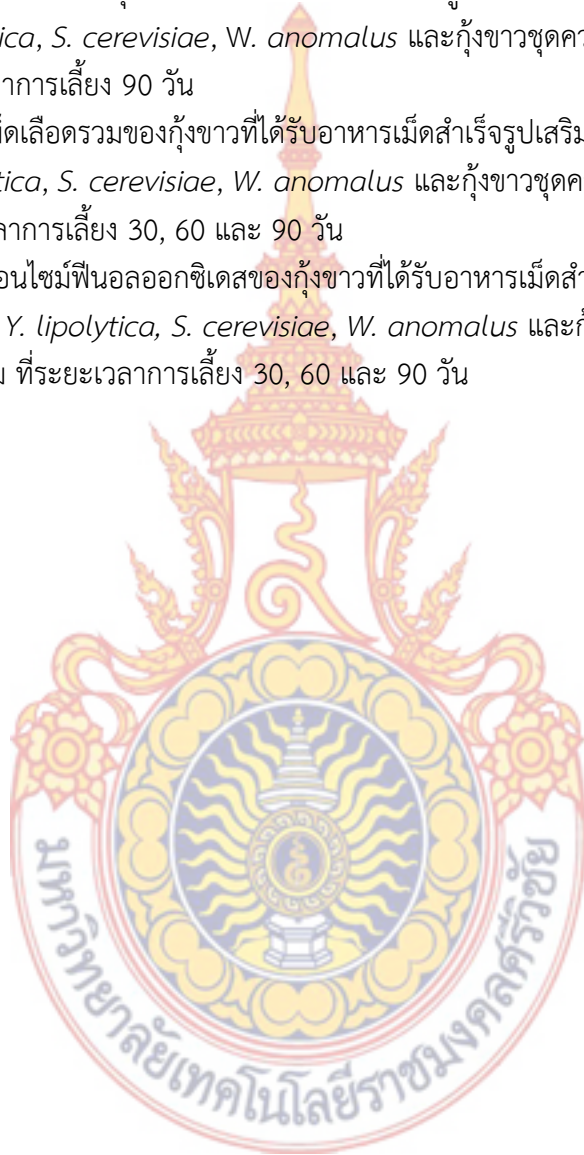 ica, S. cerevisiae, W. anomalus และกุ้งขาวชุดคว
าการเลี้ยง 90 วัน
ม็ดเลือดรวมของกุ้งขาวที่ได้รับอาหารเม็ดสำเร็จรูปเสริม
tica, S. cerevisiae, W. anomalus และกุ้งขาวชุดค
ลาการเลี้ยง 30, 60 และ 90 วัน
อนไซม์ฟีนอลออกซิเดสของกุ้งขาวที่ได้รับอาหารเม็ดสำ
Y. lipolytica, S. cerevisiae, W. anomalus และกุ้
ม ที่ระยะเวลาการเลี้ยง 30, 60 และ 90 วัน
มหาวิทยาลัยเทคโนโลยีราชมงคลศรีวิชัย